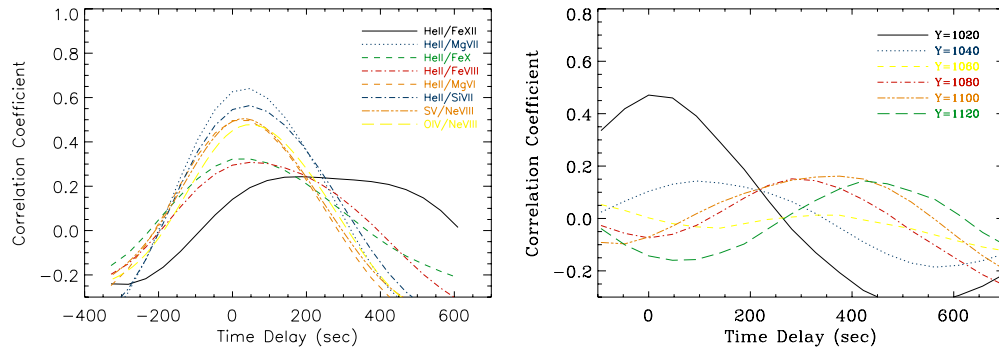 1.0
0.8
0.6
0.4
0.2
0.0
-0.2
Correlation Coefficient
-400 -200 0 200 400 600
Time Delay (sec)
HeII/FeXII
HeII/MgVII
HeII/FeX
HeII/FeVIII
HeII/MgVI
HeII/SiVII
SV/NeVIII
OIV/NeVIII
0.8
0.6
0.4
0.2
0.0
-0.2
Correlation Coefficient
0 200 400 600
Time Delay (sec)
Y=1020
Y=1040
Y=1060
Y=1080
Y=1100
Y=1120